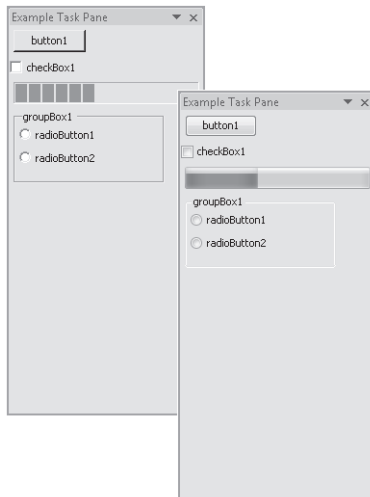 Example Task Pane
button1
checkBox1
groupBox1
radioButton1
radioButton2
Example Task Pane
button1
checkBox1
groupBox1
radioButton1
radioButton2